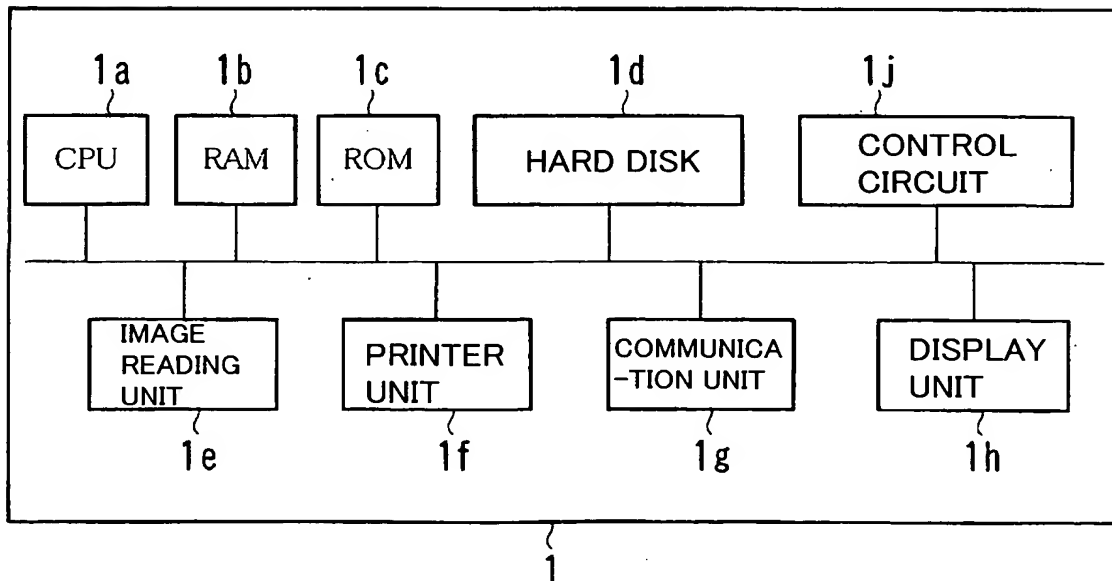 1a 1b 1c 1d 1j
CPU RAM ROM HARD DISK CONTROL
CIRCUIT
IMAGE
READING
UNIT
PRINTER
UNIT
COMMUNICA
-TION UNIT
DISPLAY
UNIT
1e 1f 1g 1h
1